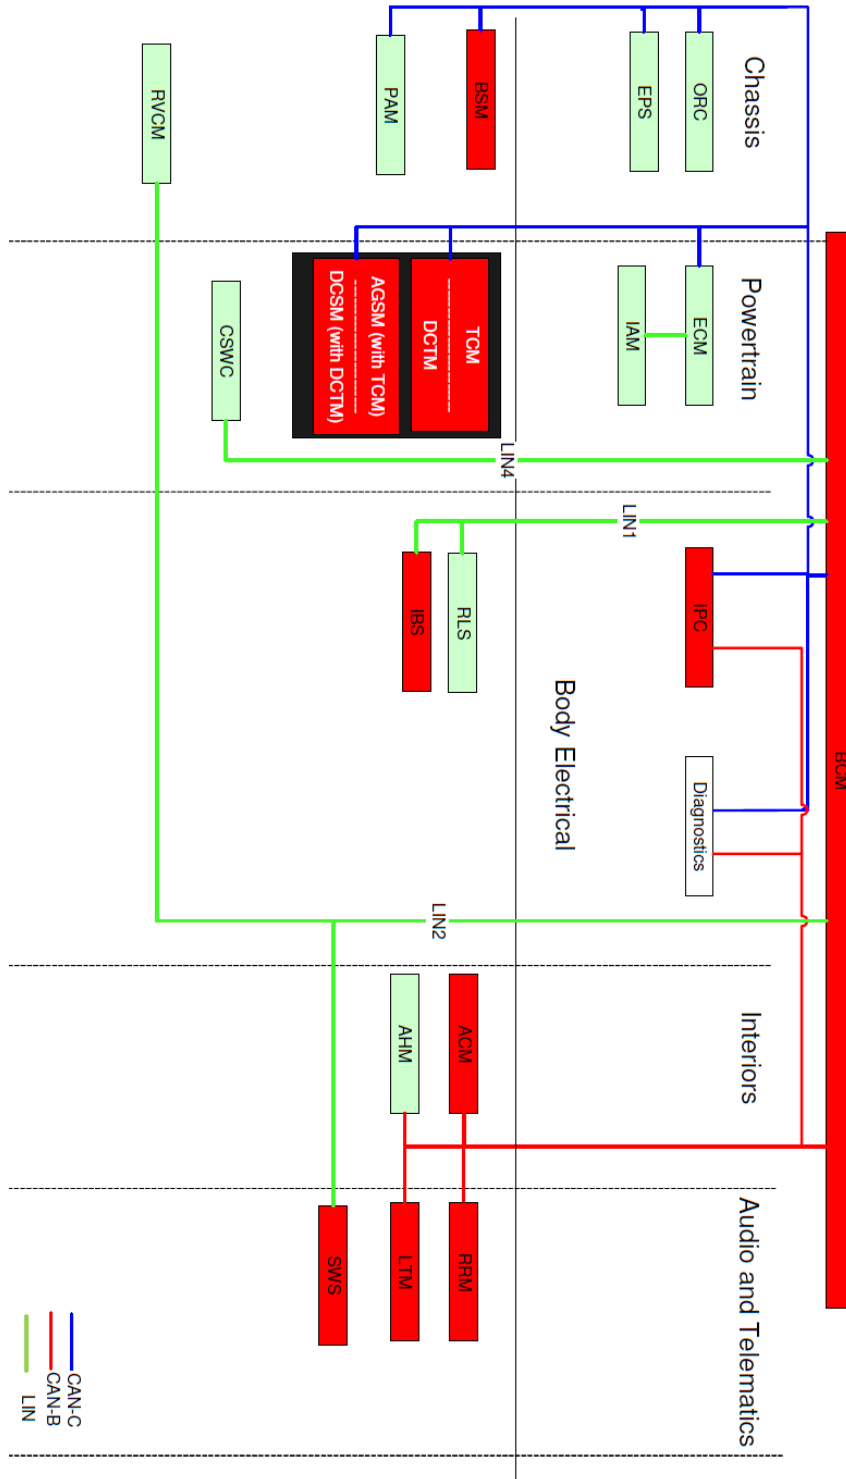 BCM
Chassis
Powertrain
Body Electrical
Interiors
Audio and Telematics
ORC
EPS
BSM
PAM
RVCM
ECM
IAM
TCM
---------------
DCTM
AGSM (with TCM)
---------------
DCSM (with DCTM)
CSWC
LIN4
LIN1
IPC
RLS
IBS
Diagnostics
LIN2
ACM
AHM
RRM
LTM
SWS
CAN-C
CAN-B
LIN